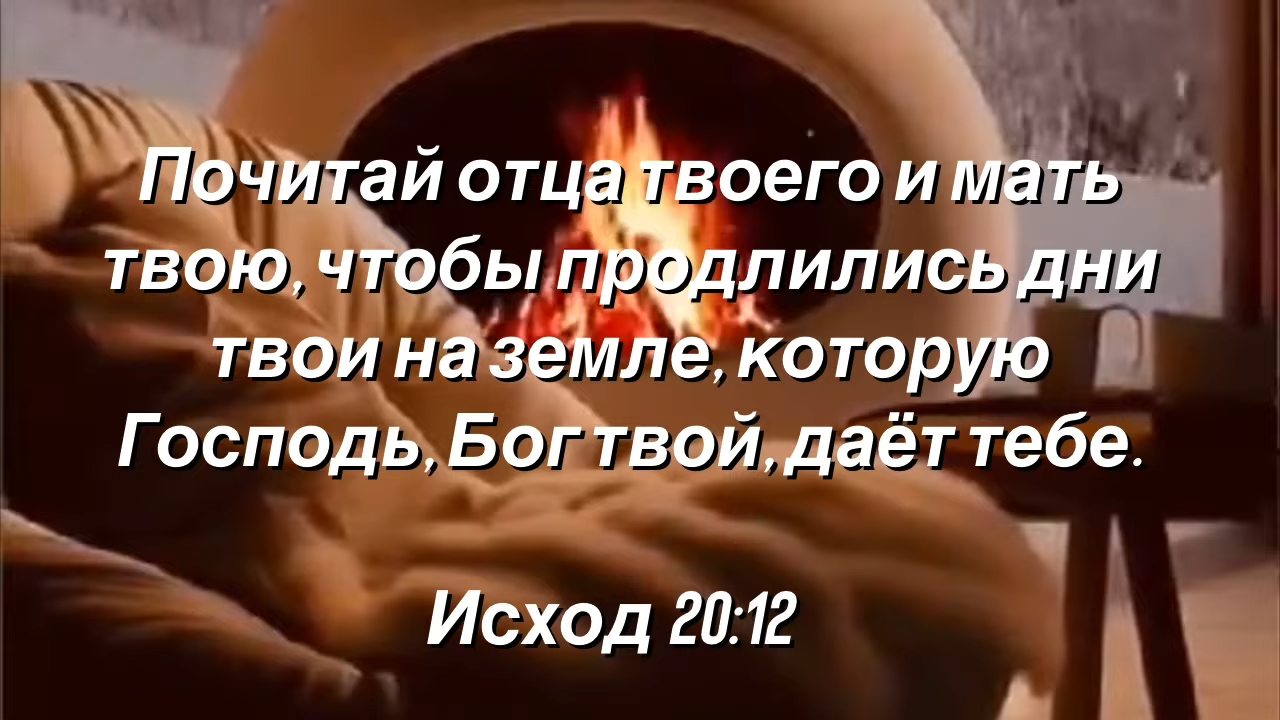 Почитай отца твоего и мать
твою, чтобы продлились дни
твои на земле, которую
Господь, Бог твой, даёт тебе.
Исход 20:12